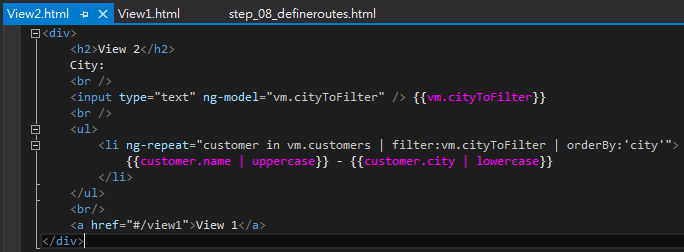 View2.html View1.html step_08_defineroutes.html
<div>
    <h2>View 2</h2>
    City:
    <br />
    <input type="text" ng-model="vm.cityToFilter" /> {{vm.cityToFilter}}
    <br />
    <ul>
        <li ng-repeat="customer in vm.customers | filter:vm.cityToFilter | orderBy:'city'">
            {{customer.name | uppercase}} - {{customer.city | lowercase}}
        </li>
    </ul>
    <br/>
    <a href="#/view1">View 1</a>
</div>